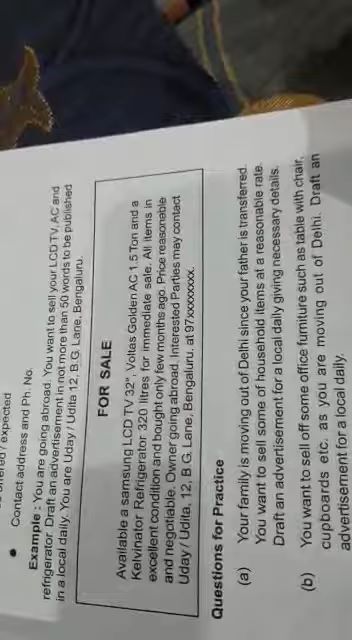 expected
• Contact address and Ph. No.
Example : You are going abroad. You want to sell your LCD TV, AC and
refrigerator. Draft an advertisement in not more than 50 words to be published
in a local daily. You are Uday / Udita 12, B.G. Lane, Bengaluru.
FOR SALE
Available a samsung LCD TV 32", Voltas Golden AC 1.5 Ton and a
Kelvinator Refrigerator 320 litres for immediate sale. All items in
excellent condition and bought only few months ago. Price reasonable
and negotiable. Owner going abroad. Interested Parties may contact
Uday / Udita, 12, B.G. Lane, Bengaluru. at 97xxxxxxxx.
Questions for Practice
(a) Your family is moving out of Delhi since your father is transferred.
You want to sell some of household items at a reasonable rate.
Draft an advertisement for a local daily giving necessary details.
(b) You want to sell off some office furniture such as table with chair,
cupboards etc. as you are moving out of Delhi. Draft an
advertisement for a local daily.